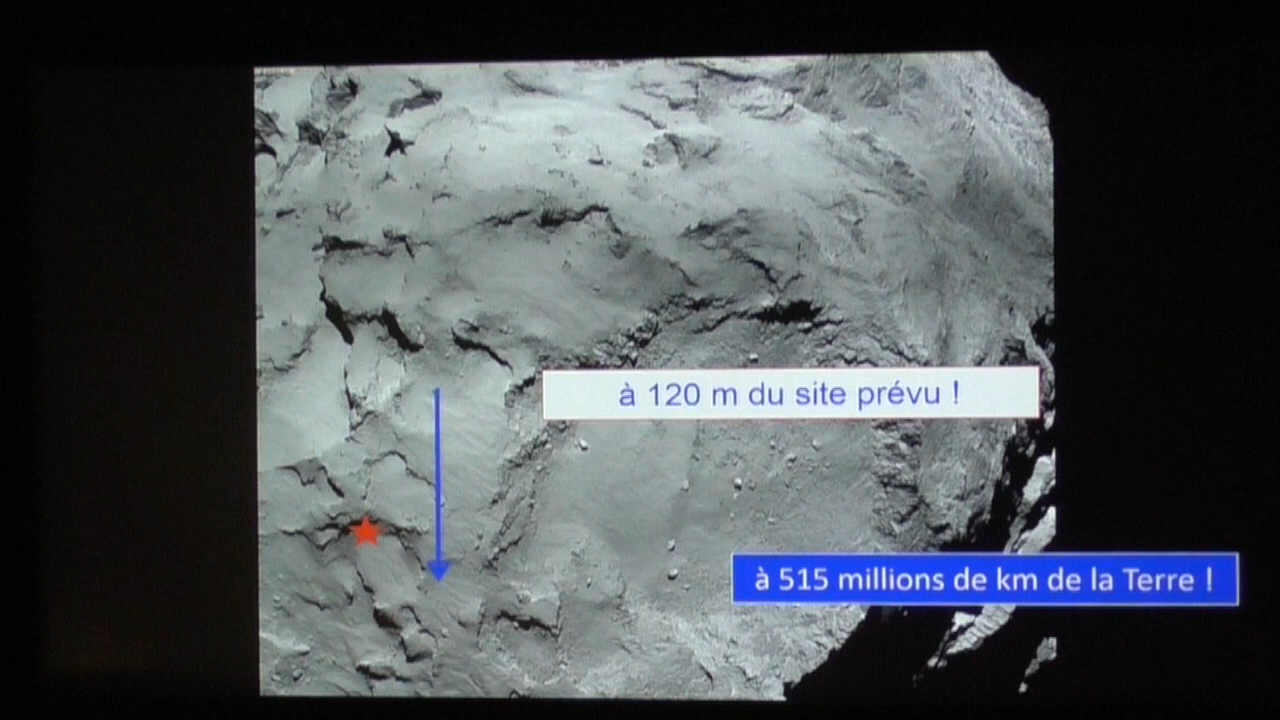 à 120 m du site prévu !
à 515 millions de km de la Terre !